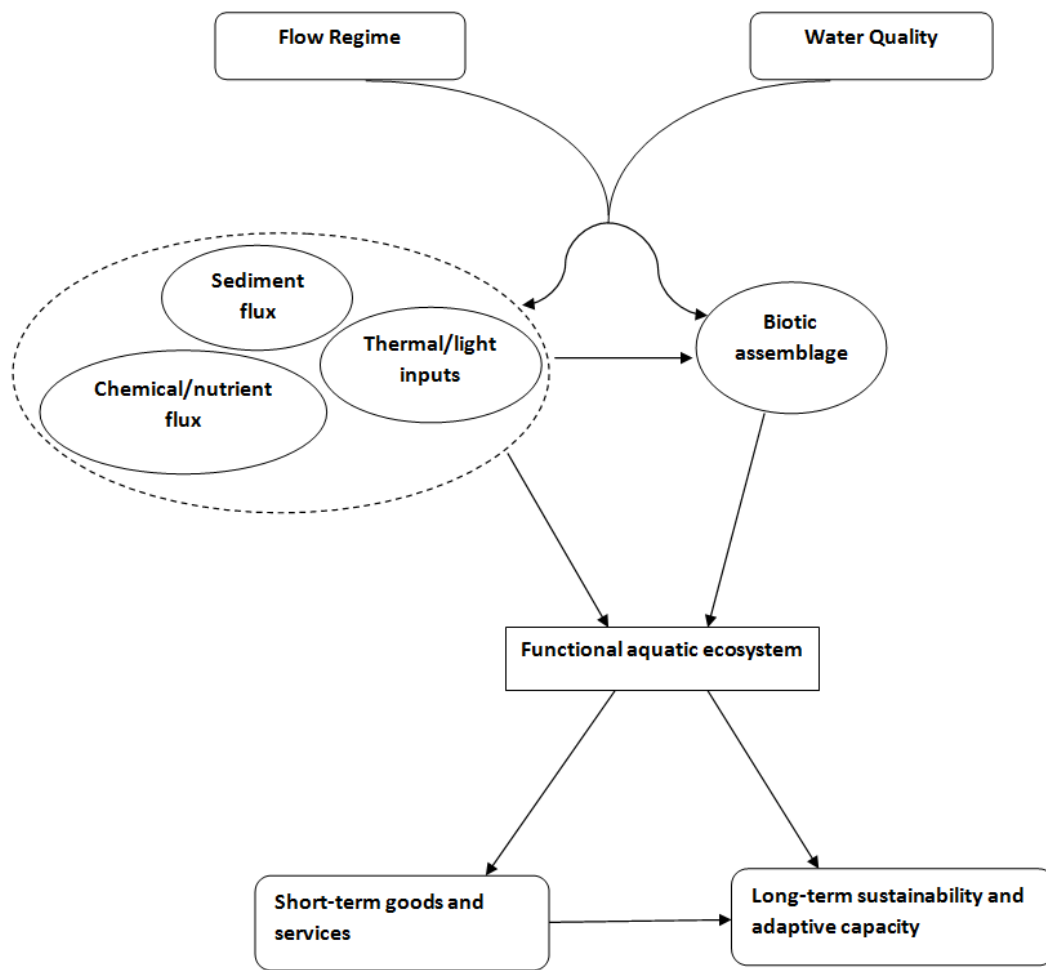 Flow Regime
Water Quality
Sediment
flux
Thermal/light
inputs
Biotic
assemblage
Chemical/nutrient
flux
Functional aquatic ecosystem
Short-term goods and
services
Long-term sustainability and
adaptive capacity